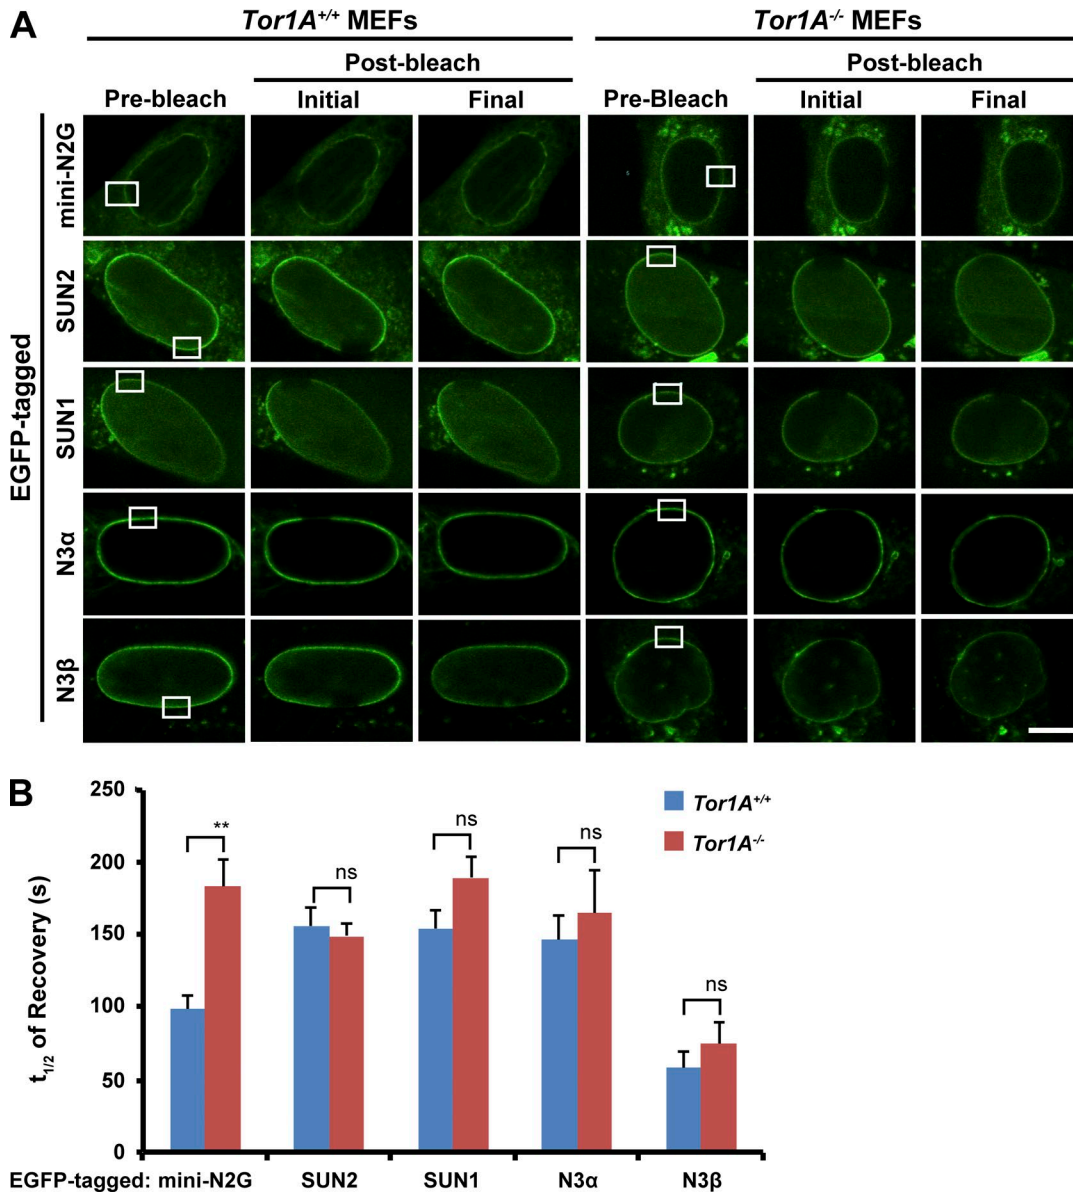 A
Tor1A+/+ MEFs
Tor1A-/- MEFs
Post-bleach
Post-bleach
Pre-bleach
Initial
Final
Pre-Bleach
Initial
Final
EGFP-tagged
mini-N2G
SUN2
SUN1
N3α
N3β
B
250
200
150
100
50
0
t1/2 of Recovery (s)
Tor1A+/+
Tor1A-/-
**
ns
ns
ns
ns
EGFP-tagged: mini-N2G
SUN2
SUN1
N3α
N3β